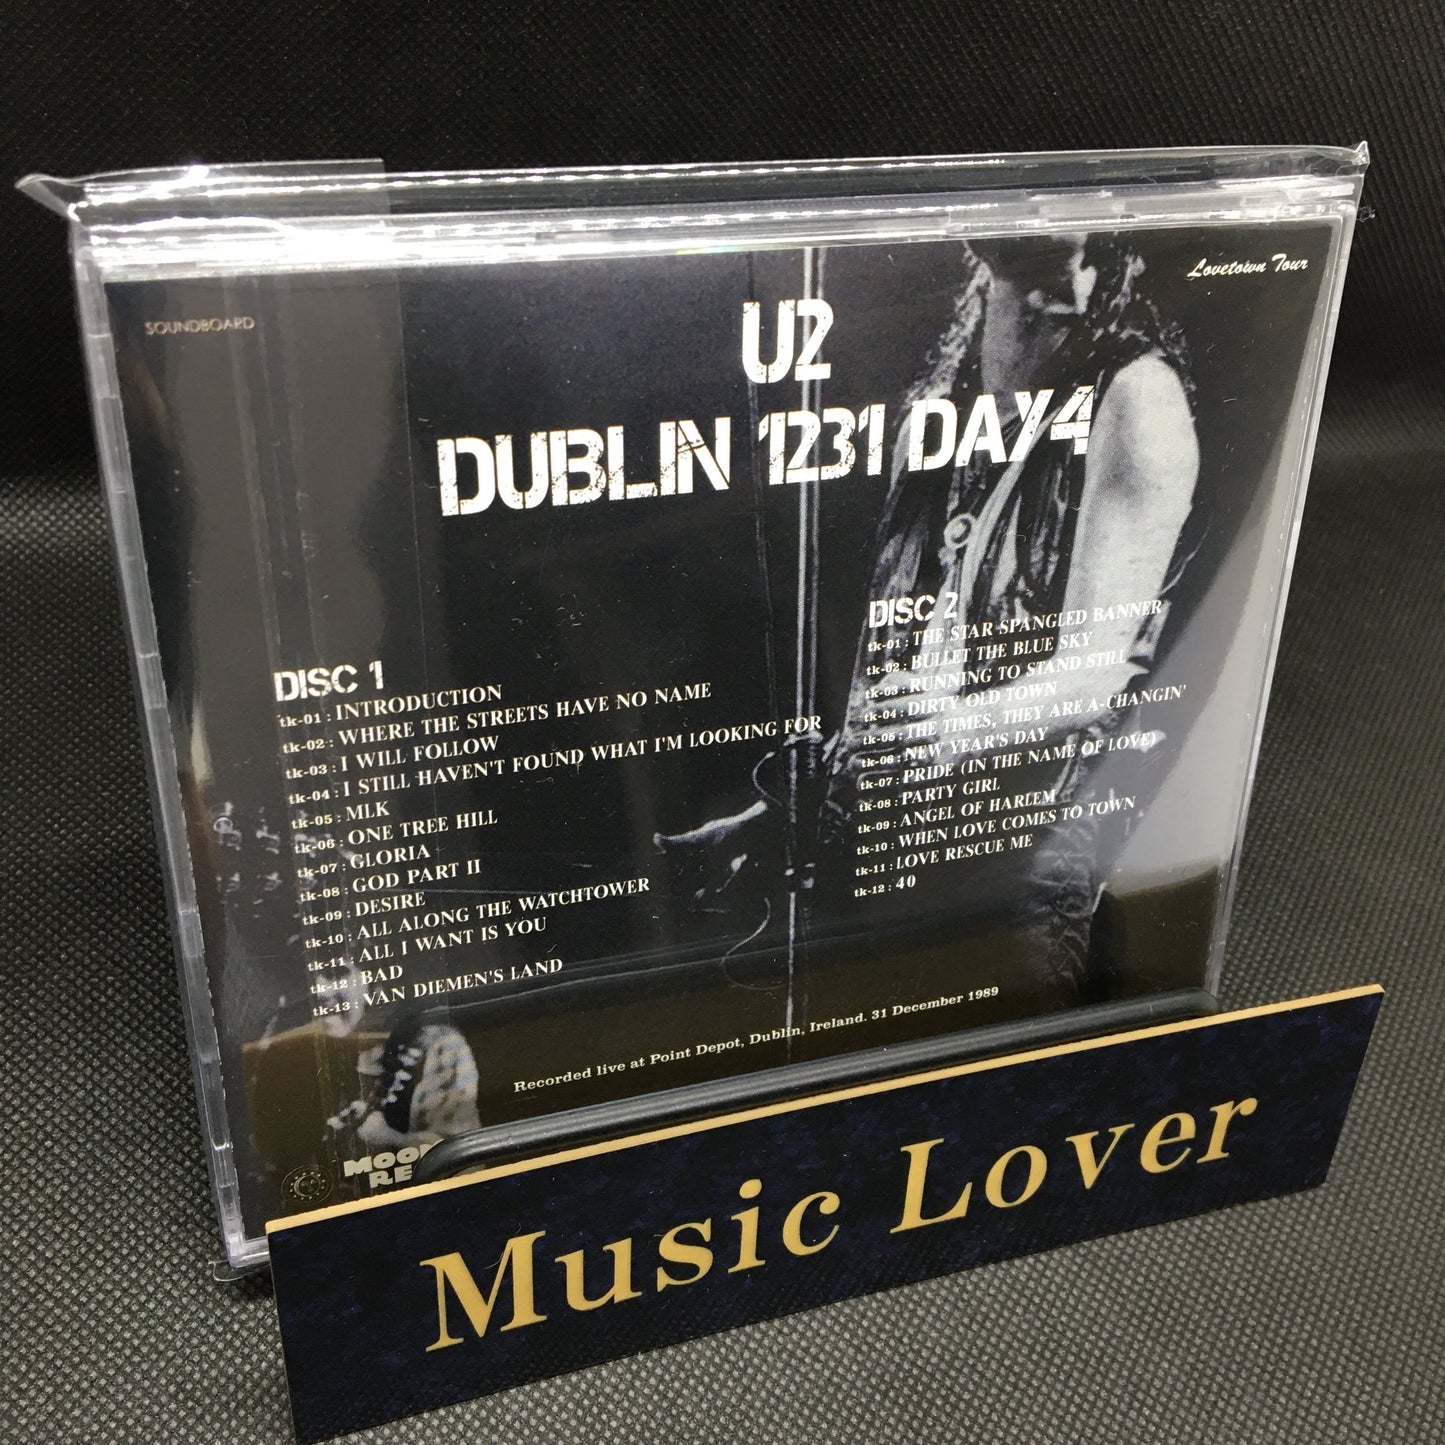 Lovetown Tour
SOUNDBOARD
U2
DUBLIN 1231 DAY4
DISC 1
tk-01 : INTRODUCTION
tk-02 : WHERE THE STREETS HAVE NO NAME
tk-03 : I WILL FOLLOW
tk-04 : I STILL HAVEN'T FOUND WHAT I'M LOOKING FOR
tk-05 : MLK
tk-06 : ONE TREE HILL
tk-07 : GLORIA
tk-08 : GOD PART II
tk-09 : DESIRE
tk-10 : ALL ALONG THE WATCHTOWER
tk-11 : ALL I WANT IS YOU
tk-12 : BAD
tk-13 : VAN DIEMEN'S LAND
DISC 2
tk-01 : THE STAR SPANGLED BANNER
tk-02 : BULLET THE BLUE SKY
tk-03 : RUNNING TO STAND STILL
tk-04 : DIRTY OLD TOWN
tk-05 : THE TIMES, THEY ARE A-CHANGIN'
tk-06 : NEW YEAR'S DAY
tk-07 : PRIDE (IN THE NAME OF LOVE)
tk-08 : PARTY GIRL
tk-09 : ANGEL OF HARLEM
tk-10 : WHEN LOVE COMES TO TOWN
tk-11 : LOVE RESCUE ME
tk-12 : 40
Recorded live at Point Depot, Dublin, Ireland. 31 December 1989
Music Lover